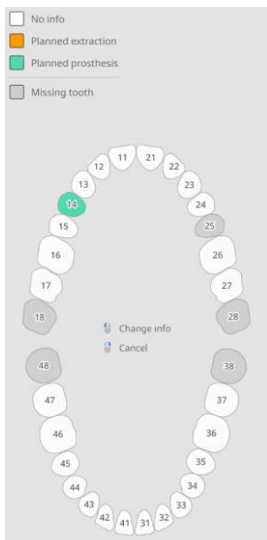 No info
Planned extraction
Planned prosthesis
Missing tooth
11 21
12 22
13 23
14 24
15 25
16 26
17 27
18 28
Change info
Cancel
48 38
47 37
46 36
45 35
44 34
43 33
42 41 31 32